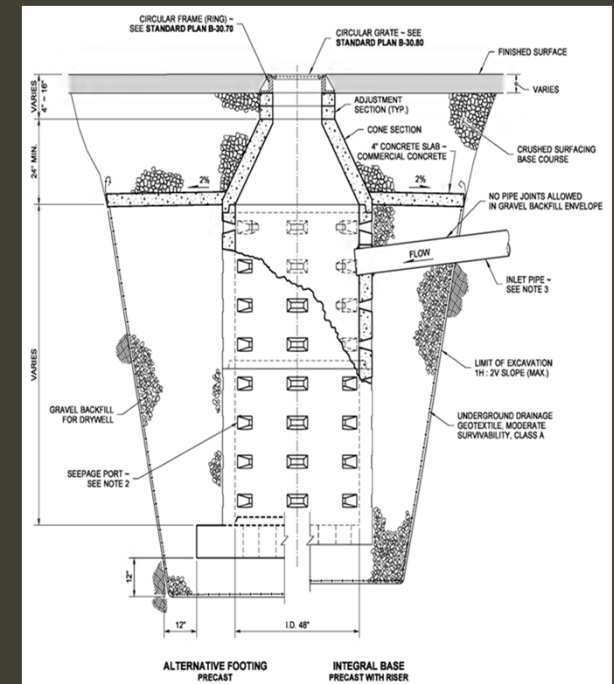 CIRCULAR FRAME (RING) ~
SEE STANDARD PLAN B-30.70
CIRCULAR GRATE ~ SEE
STANDARD PLAN B-30.80
FINISHED SURFACE
VARIES
4" ~ 16"
VARIES
ADJUSTMENT
SECTION (TYP.)
CONE SECTION
CRUSHED SURFACING
BASE COURSE
4" CONCRETE SLAB ~
COMMERCIAL CONCRETE
24" MIN.
2%
2%
NO PIPE JOINTS ALLOWED
IN GRAVEL BACKFILL ENVELOPE
FLOW
INLET PIPE ~
SEE NOTE 3
VARIES
LIMIT OF EXCAVATION
1H : 2V SLOPE (MAX.)
GRAVEL BACKFILL
FOR DRYWELL
UNDERGROUND DRAINAGE
GEOTEXTILE, MODERATE
SURVIVABILITY, CLASS A
SEEPAGE PORT ~
SEE NOTE 2
12"
12"
I.D. 48"
ALTERNATIVE FOOTING
PRECAST
INTEGRAL BASE
PRECAST WITH RISER